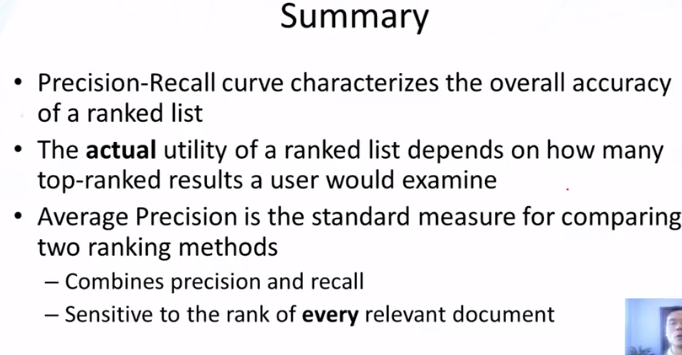 Summary
• Precision-Recall curve characterizes the overall accuracy
of a ranked list
• The actual utility of a ranked list depends on how many
top-ranked results a user would examine
• Average Precision is the standard measure for comparing
two ranking methods
– Combines precision and recall
– Sensitive to the rank of every relevant document